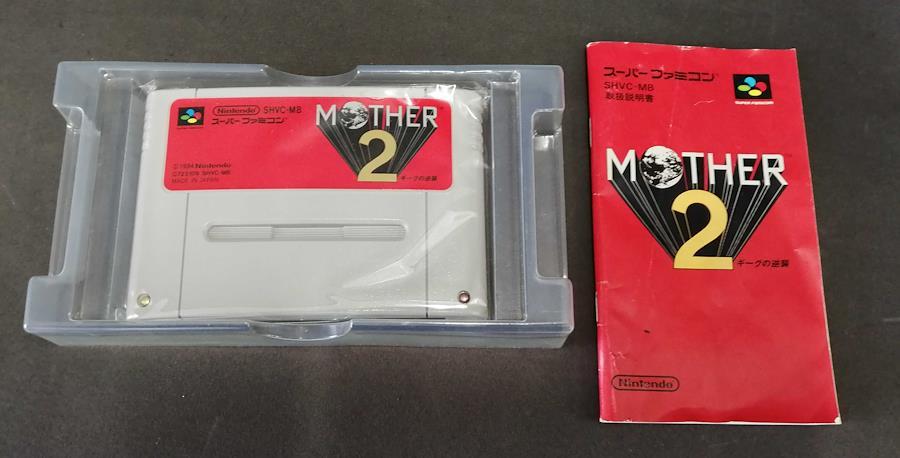 Nintendo SHVC-MB
スーパーファミコン
MOTHER
2
ギーグの逆襲
©1994 Nintendo
MADE IN JAPAN
スーパーファミコン
SHVC-MB
取扱説明書
SUPER FAMICOM
MOTHER
2
ギーグの逆襲
Nintendo